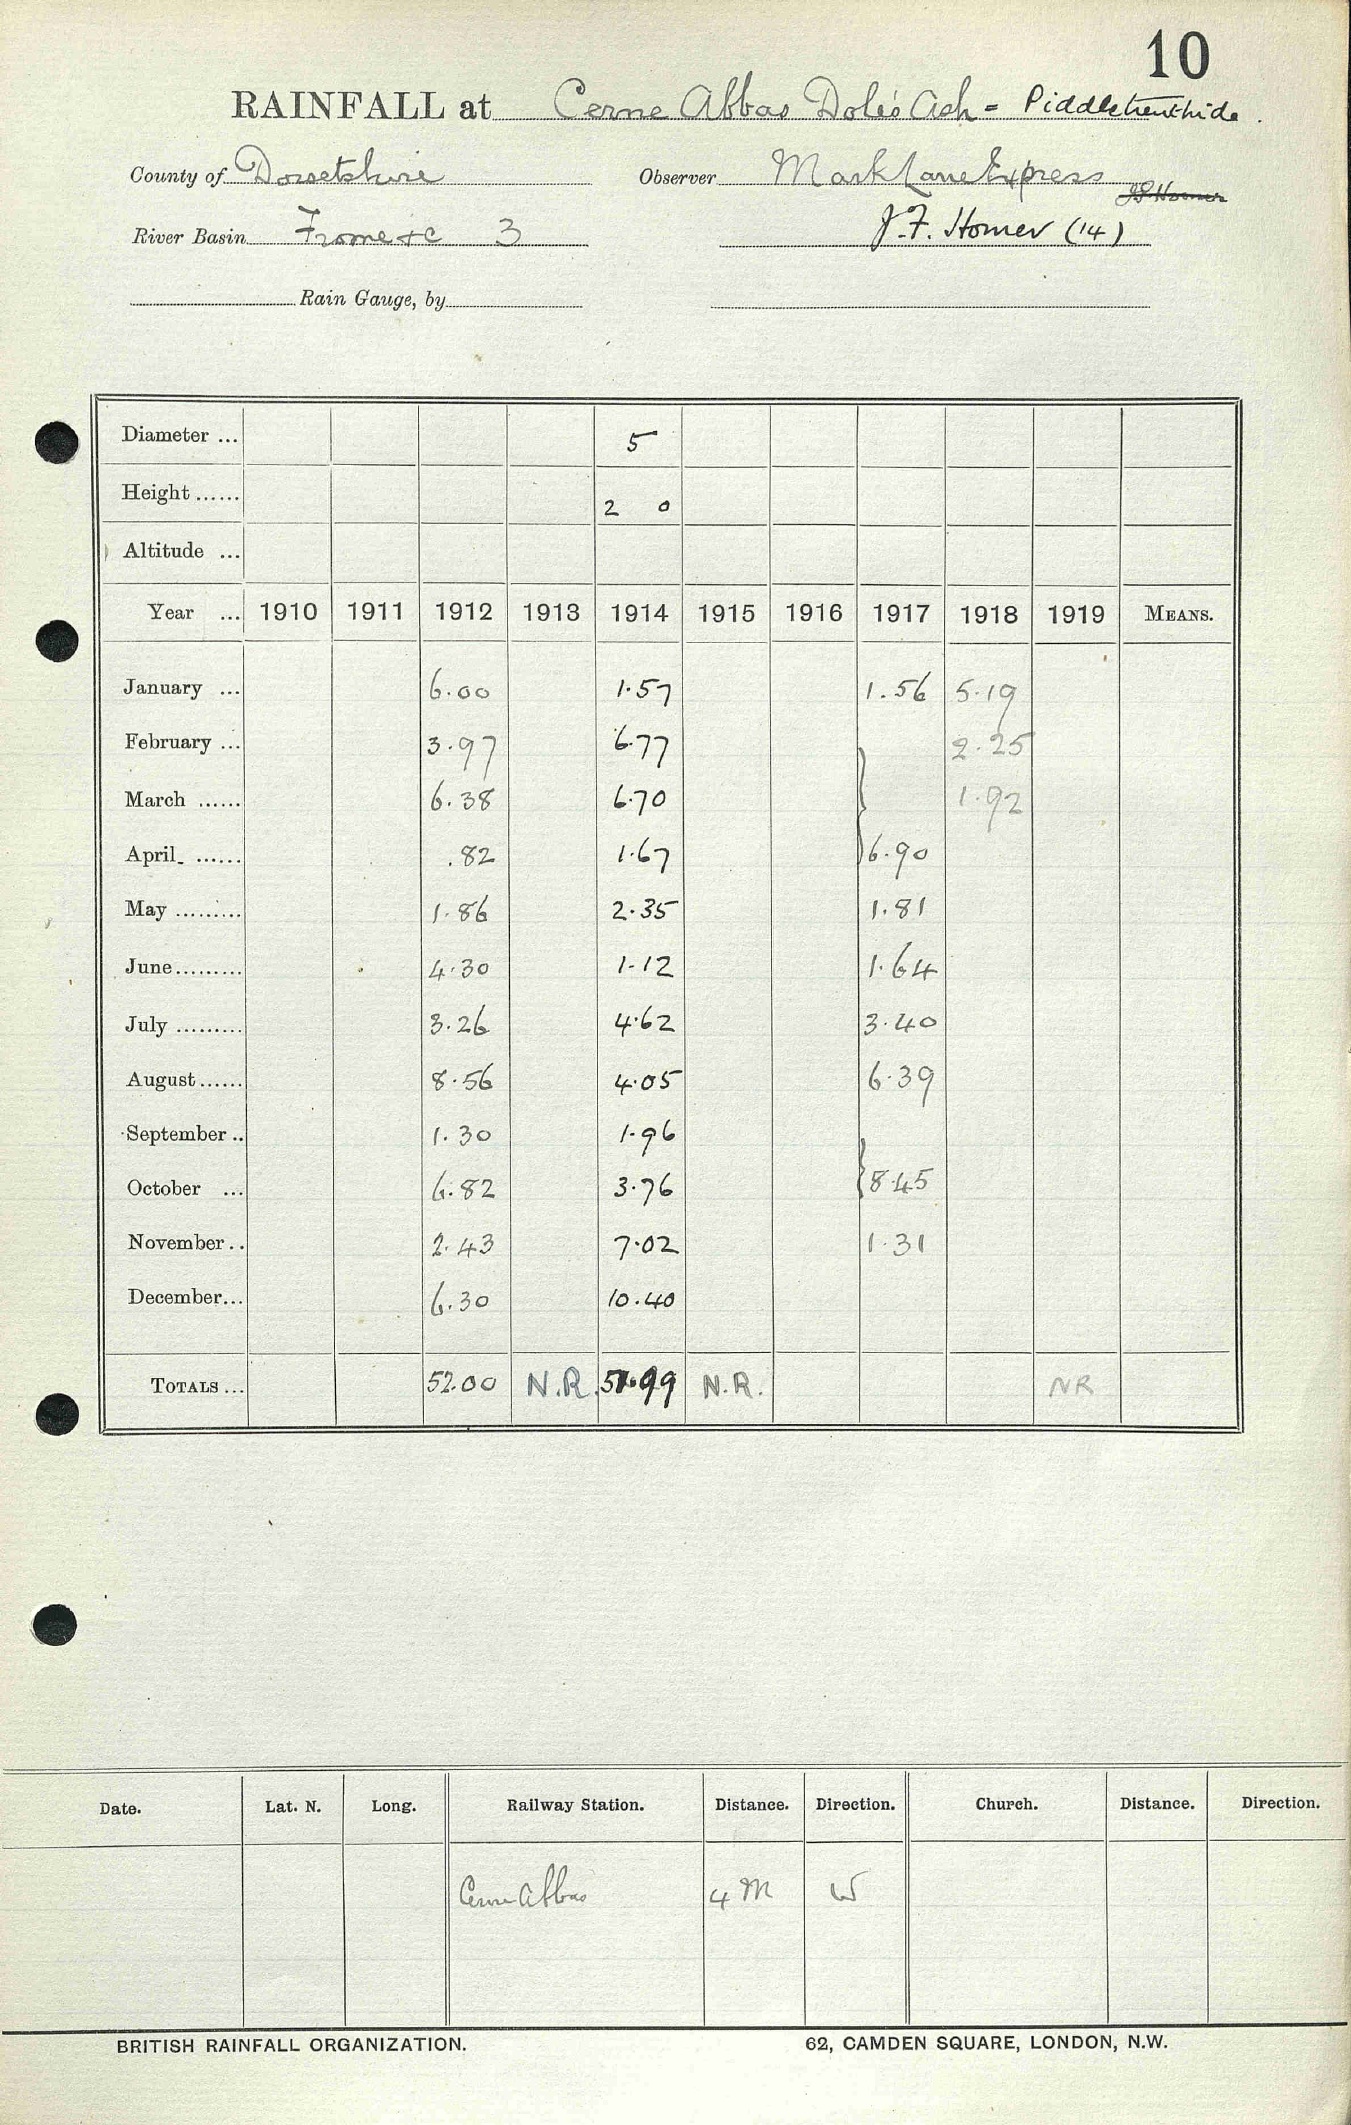 10
RAINFALL at Cerne Abbas Dole's Ash = Piddletrenthide.
County of Dorsetshire Observer Mark Lane Express
River Basin Frome &c 3 J.F. Homer (14)
Rain Gauge, by
Diameter ... 5
Height ...... 2 0
Altitude ...
Year ... 1910 1911 1912 1913 1914 1915 1916 1917 1918 1919 MEANS.
January ... 6.00 1.57 1.56 5.19
February ... 3.97 6.77 2.25
March ...... 6.38 6.70 1.92
April ...... .82 1.67 6.90
May ......... 1.86 2.35 1.81
June......... 4.30 1.12 1.64
July ......... 3.26 4.62 3.40
August...... 8.56 4.05 6.39
September .. 1.30 1.96
October ... 6.82 3.76 8.45
November.. 2.43 7.02 1.31
December... 6.30 10.40
TOTALS ... 52.00 N.R. 51.99 N.R. NR
Date. Lat. N. Long. Railway Station. Distance. Direction. Church. Distance. Direction.
Cerne Abbas 4 M W
BRITISH RAINFALL ORGANIZATION. 62, CAMDEN SQUARE, LONDON, N.W.